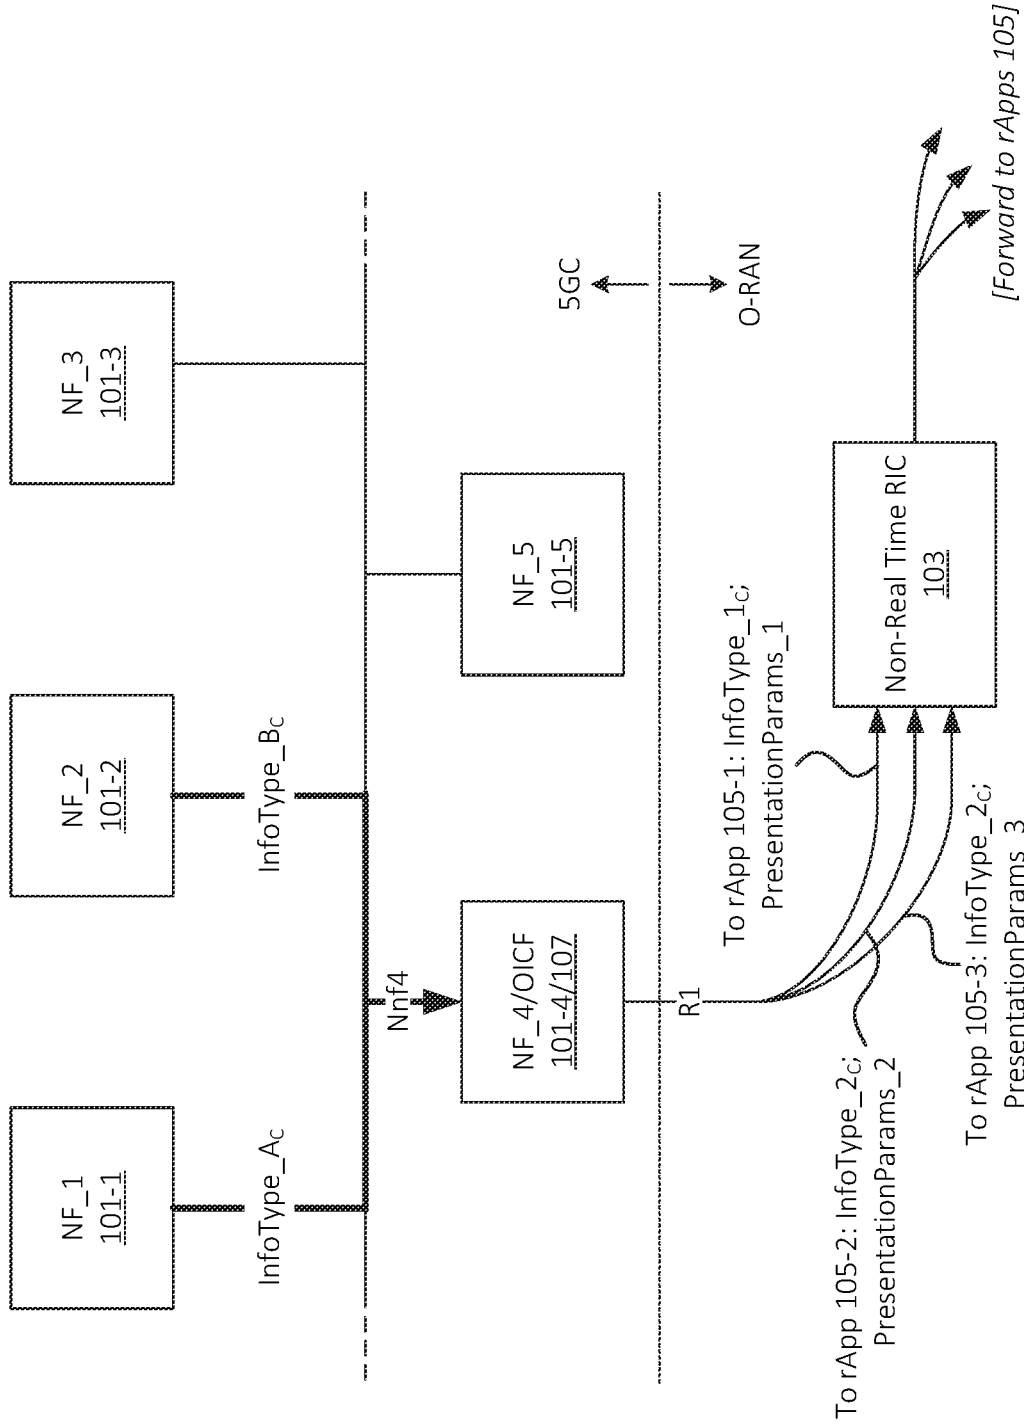 NF_1
101-1
NF_2
101-2
NF_3
101-3
InfoType_AC
InfoType_BC
Nnf4
NF_4/OICF
101-4/107
NF_5
101-5
5GC
O-RAN
R1
To rApp 105-1: InfoType_1C;
PresentationParams_1
To rApp 105-2: InfoType_2C;
PresentationParams_2
To rApp 105-3: InfoType_2C;
PresentationParams_3
Non-Real Time RIC
103
[Forward to rApps 105]